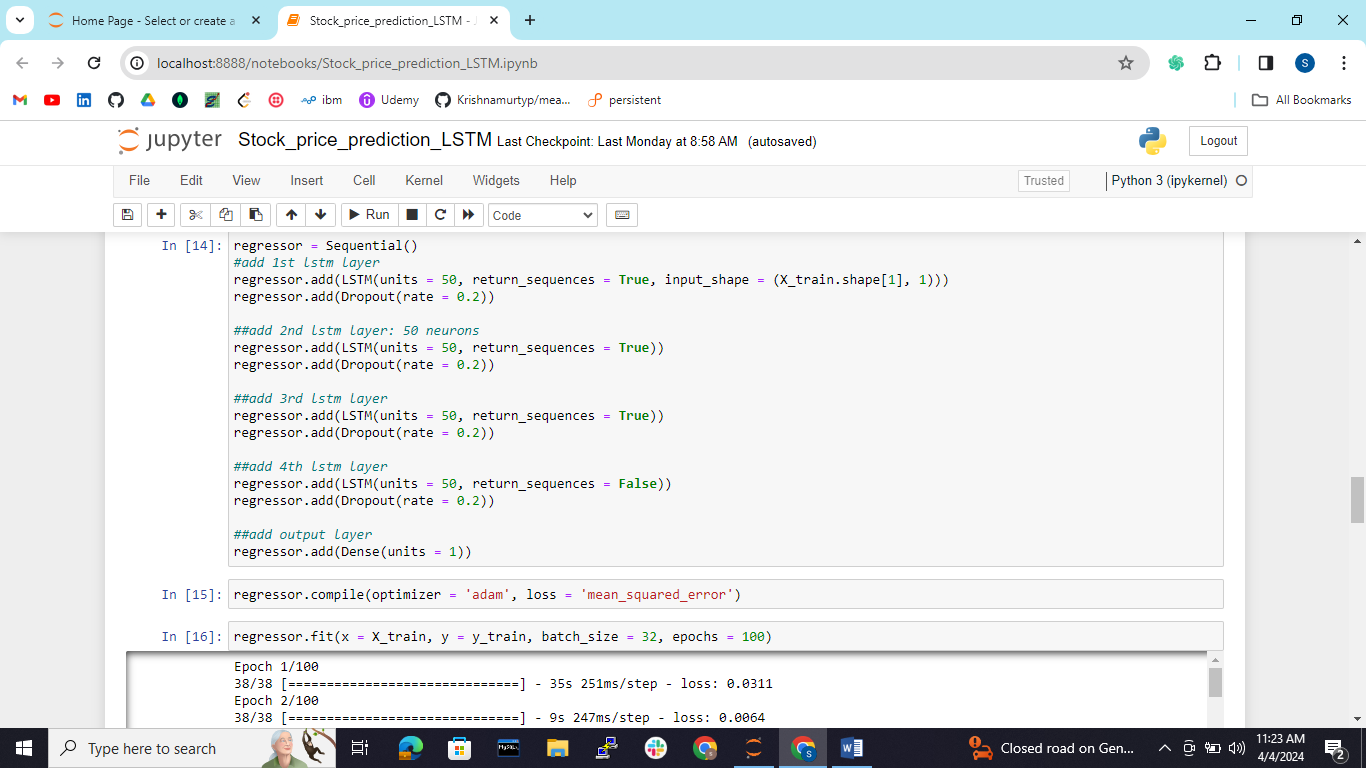 Home Page - Select or create a
Stock_price_prediction_LSTM - J
localhost:8888/notebooks/Stock_price_prediction_LSTM.ipynb
S
ibm
Udemy
Krishnamurtyp/mea...
persistent
All Bookmarks
jupyter
Stock_price_prediction_LSTM Last Checkpoint: Last Monday at 8:58 AM (autosaved)
Logout
File Edit View Insert Cell Kernel Widgets Help
Trusted
Python 3 (ipykernel)
Run
Code
In [14]:
regressor = Sequential()
#add 1st lstm layer
regressor.add(LSTM(units = 50, return_sequences = True, input_shape = (X_train.shape[1], 1)))
regressor.add(Dropout(rate = 0.2))
##add 2nd lstm layer: 50 neurons
regressor.add(LSTM(units = 50, return_sequences = True))
regressor.add(Dropout(rate = 0.2))
##add 3rd lstm layer
regressor.add(LSTM(units = 50, return_sequences = True))
regressor.add(Dropout(rate = 0.2))
##add 4th lstm layer
regressor.add(LSTM(units = 50, return_sequences = False))
regressor.add(Dropout(rate = 0.2))
##add output layer
regressor.add(Dense(units = 1))
In [15]:
regressor.compile(optimizer = 'adam', loss = 'mean_squared_error')
In [16]:
regressor.fit(x = X_train, y = y_train, batch_size = 32, epochs = 100)
Epoch 1/100
38/38 [==============================] - 35s 251ms/step - loss: 0.0311
Epoch 2/100
38/38 [==============================] - 9s 247ms/step - loss: 0.0064
Type here to search
MySQL
S
Closed road on Gen...
11:23 AM
4/4/2024
2